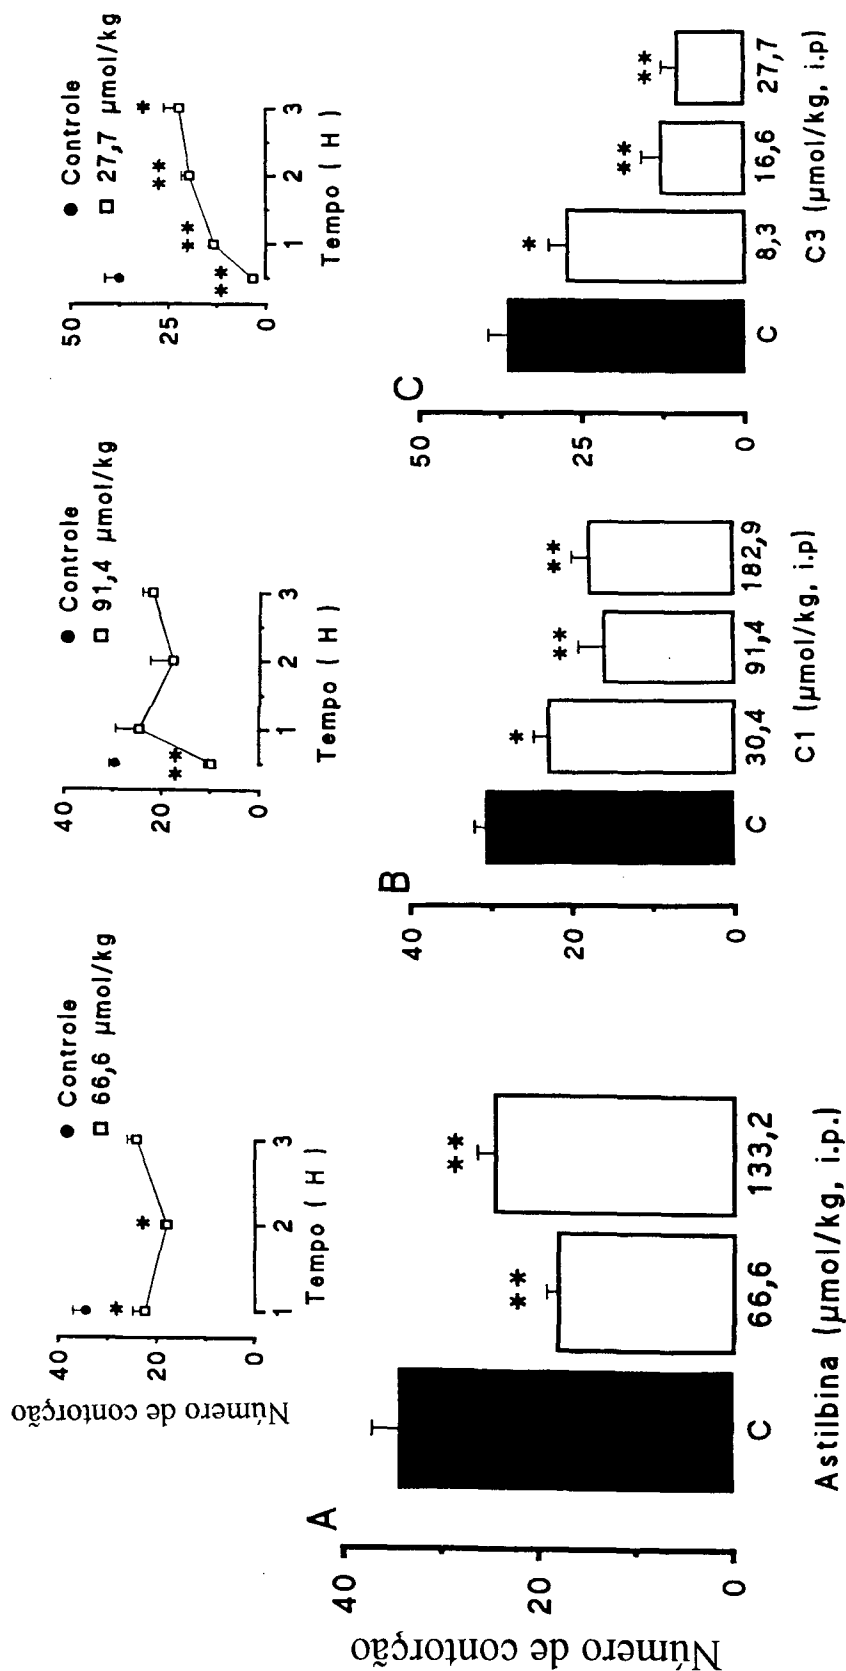 Número de contorção
40
20
0
1
2
3
Tempo ( H )
● Controle
□ 66,6 µmol/kg
*
*
40
20
0
1
2
3
Tempo ( H )
● Controle
□ 91,4 µmol/kg
**
50
25
0
1
2
3
Tempo ( H )
● Controle
□ 27,7 µmol/kg
**
**
**
*
A
Número de contorção
40
20
0
**
**
C
66,6
133,2
Astilbina (µmol/kg, i.p.)
B
40
20
0
*
**
**
C
30,4
91,4
182,9
C1 (µmol/kg, i.p)
C
50
25
0
*
**
**
C
8,3
16,6
27,7
C3 (µmol/kg, i.p)